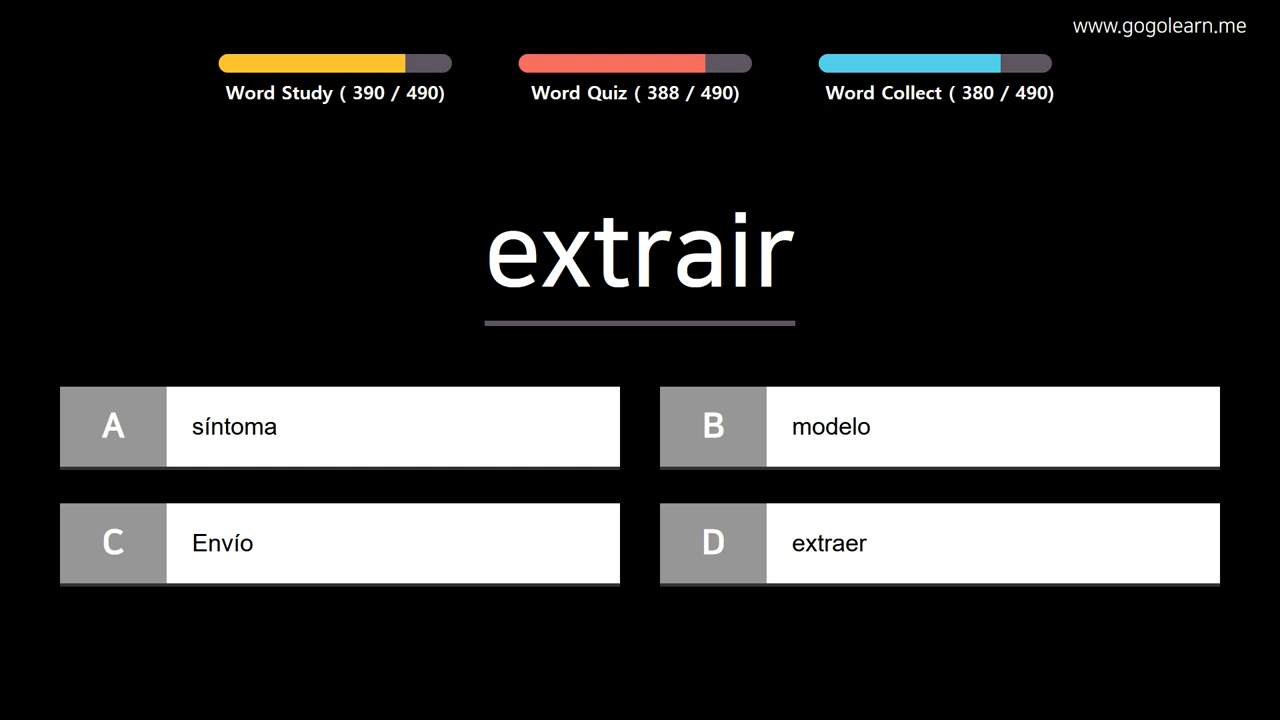 www.gogolearn.me
Word Study ( 390 / 490)
Word Quiz ( 388 / 490)
Word Collect ( 380 / 490)
extrair
A síntoma
B modelo
C Envío
D extraer